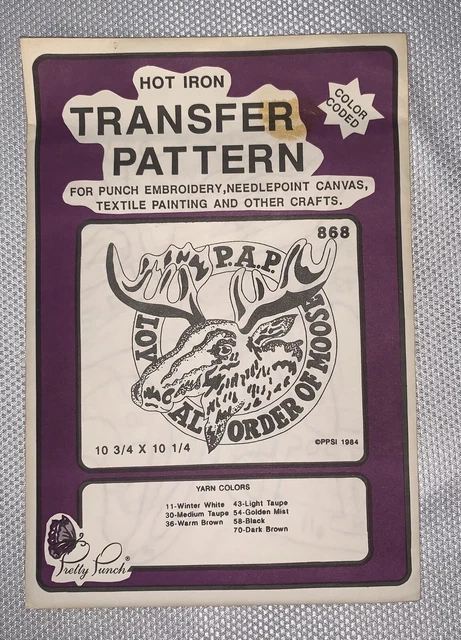 HOT IRON
TRANSFER
PATTERN
COLOR
CODED
FOR PUNCH EMBROIDERY, NEEDLEPOINT CANVAS,
TEXTILE PAINTING AND OTHER CRAFTS.
868
P.A.P.
LOYAL ORDER OF MOOSE
10 3/4 X 10 1/4
©PPSI 1984
YARN COLORS
11-Winter White 43-Light Taupe
30-Medium Taupe 54-Golden Mist
36-Warm Brown 58-Black
70-Dark Brown
Pretty Punch®